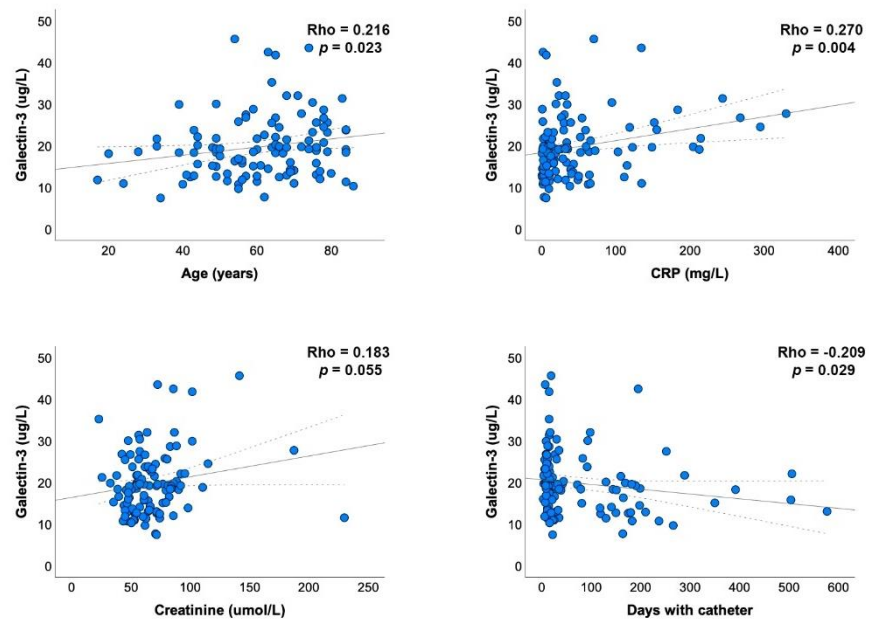 Rho = 0.216
p = 0.023
Galectin-3 (ug/L)
50
40
30
20
10
0
20
40
60
80
Age (years)
Rho = 0.270
p = 0.004
Galectin-3 (ug/L)
50
40
30
20
10
0
0
100
200
300
400
CRP (mg/L)
Rho = 0.183
p = 0.055
Galectin-3 (ug/L)
50
40
30
20
10
0
0
50
100
150
200
250
Creatinine (umol/L)
Rho = -0.209
p = 0.029
Galectin-3 (ug/L)
50
40
30
20
10
0
0
100
200
300
400
500
600
Days with catheter